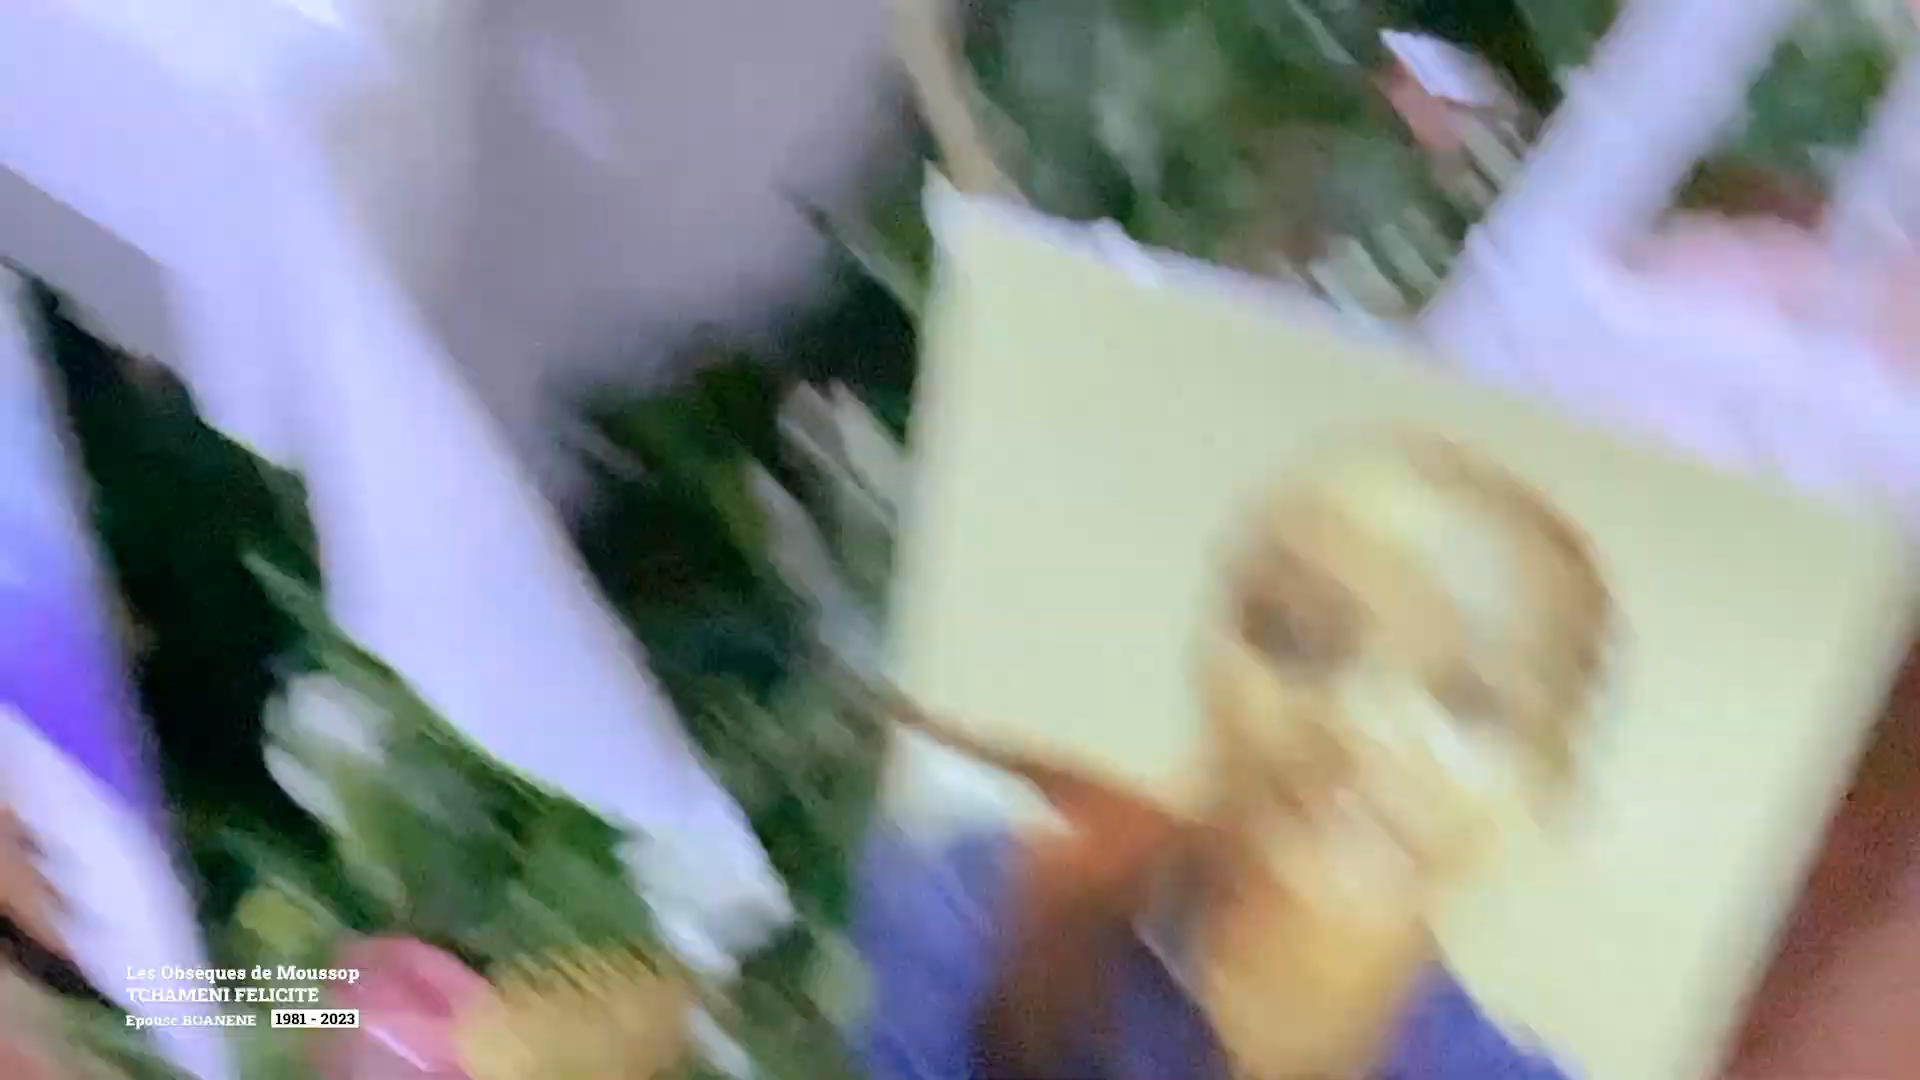 Les Obsèques de Moussop
TCHAMENI FELICITE
Epouse BOANENE 1981 - 2023